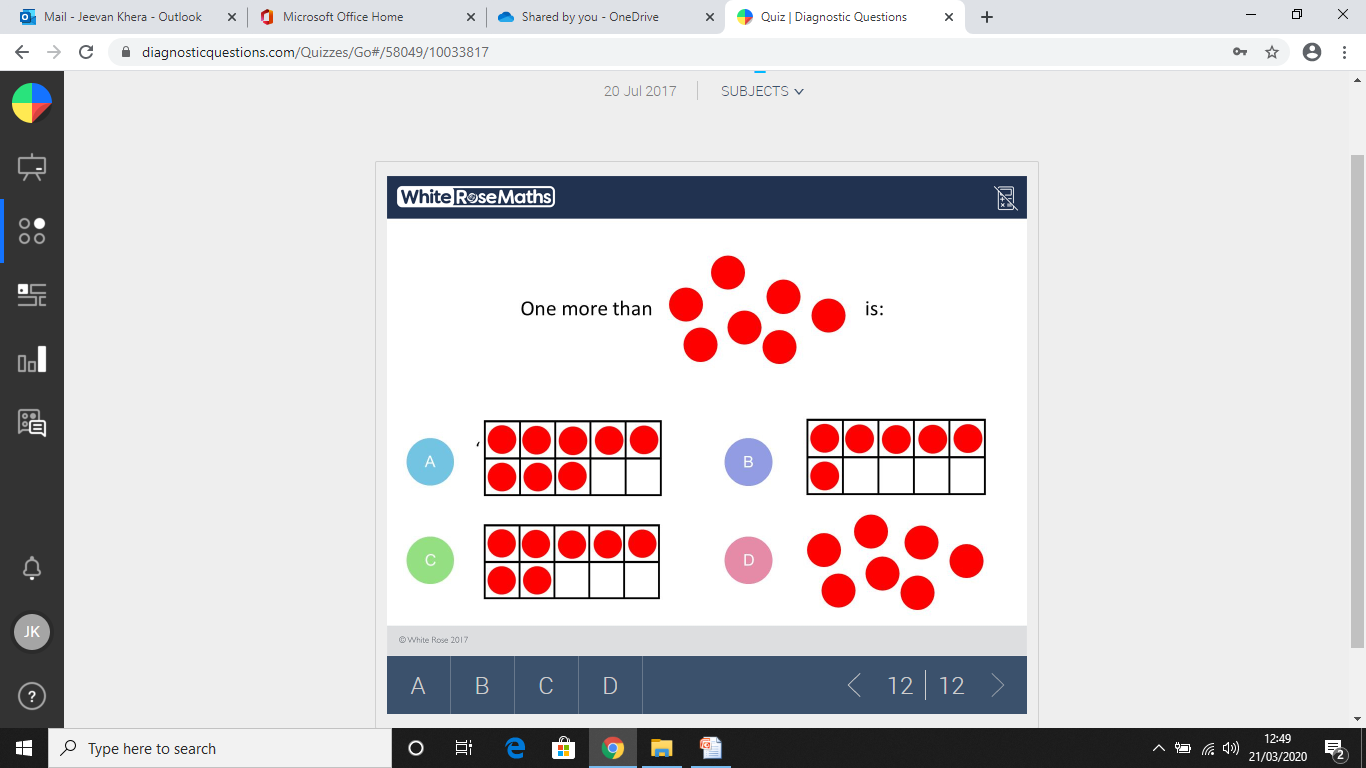 Mail - Jeevan Khera - Outlook
Microsoft Office Home
Shared by you - OneDrive
Quiz | Diagnostic Questions
diagnosticquestions.com/Quizzes/Go#/58049/10033817
20 Jul 2017
SUBJECTS
White Rose Maths
One more than is:
A
B
C
D
© White Rose 2017
A B C D 12 12
JK
?
Type here to search
12:49
21/03/2020
2